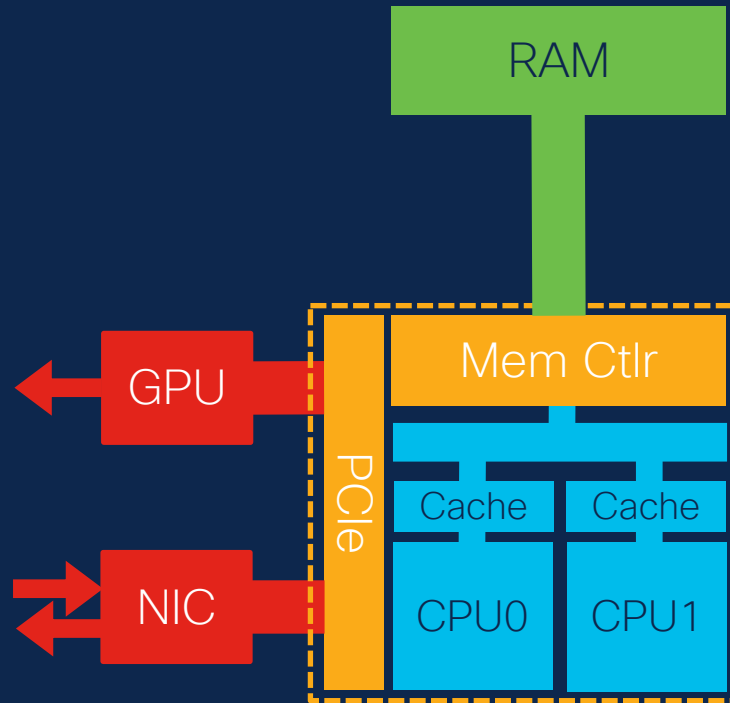 RAM
GPU
Mem Ctlr
PCIe
Cache
Cache
NIC
CPU0
CPU1